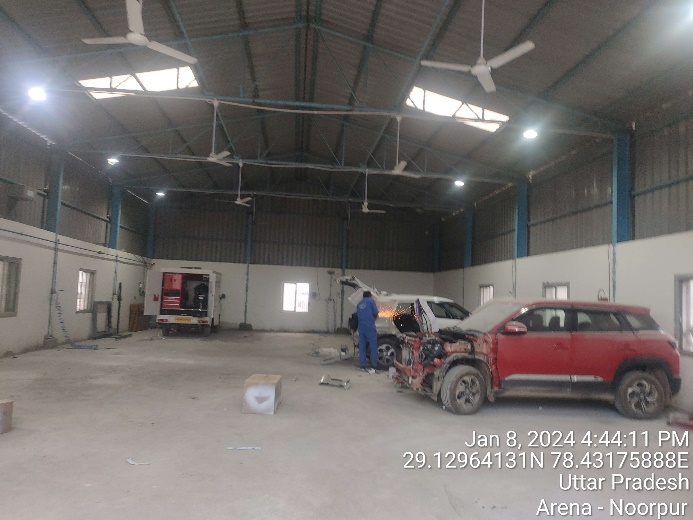 Jan 8, 2024 4:44:11 PM
29.12964131N 78.43175888E
Uttar Pradesh
Arena - Noorpur